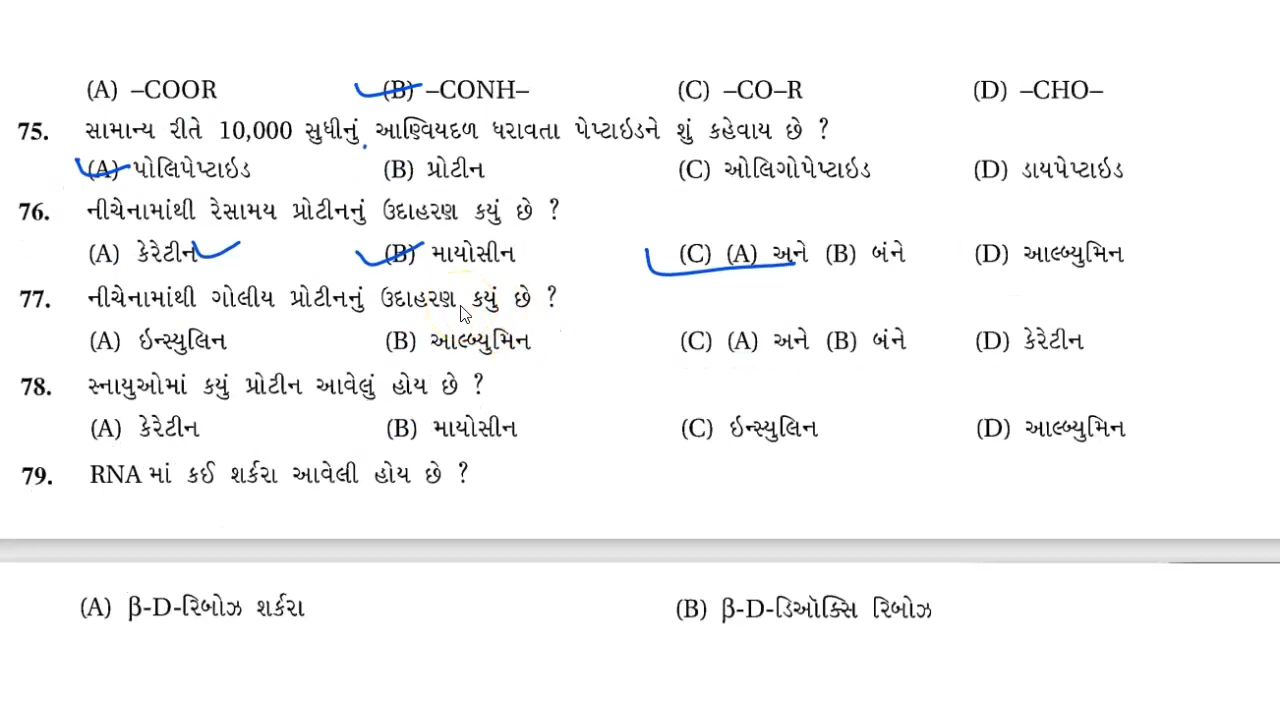 (A) –COOR (B) –CONH– (C) –CO–R (D) –CHO–
75. સામાન્ય રીતે 10,000 સુધીનું આણ્વિયદળ ધરાવતા પેપ્ટાઇડને શું કહેવાય છે ?
(A) પોલિપેપ્ટાઇડ (B) પ્રોટીન (C) ઓલિગોપેપ્ટાઇડ (D) ડાયપેપ્ટાઇડ
76. નીચેનામાંથી રેસામય પ્રોટીનનું ઉદાહરણ કયું છે ?
(A) કેરેટીન (B) માયોસીન (C) (A) અને (B) બંને (D) આલ્બ્યુમિન
77. નીચેનામાંથી ગોલીય પ્રોટીનનું ઉદાહરણ કયું છે ?
(A) ઇન્સ્યુલિન (B) આલ્બ્યુમિન (C) (A) અને (B) બંને (D) કેરેટીન
78. સ્નાયુઓમાં કયું પ્રોટીન આવેલું હોય છે ?
(A) કેરેટીન (B) માયોસીન (C) ઇન્સ્યુલિન (D) આલ્બ્યુમિન
79. RNA માં કઈ શર્કરા આવેલી હોય છે ?
(A) β-D-રિબોઝ શર્કરા (B) β-D-ડિઑક્સિ રિબોઝ